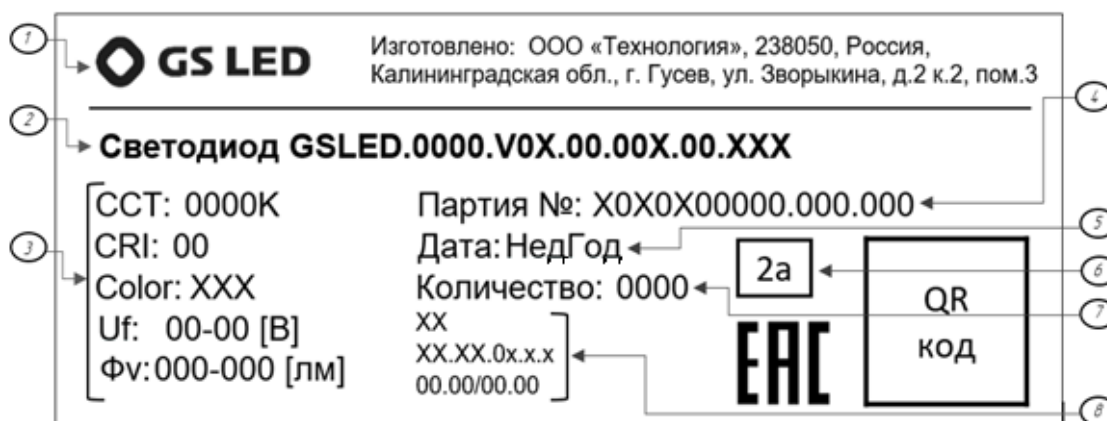 1
GS LED
Изготовлено: ООО «Технология», 238050, Россия,
Калининградская обл., г. Гусев, ул. Зворыкина, д.2 к.2, пом.3
4
2
Светодиод GSLED.0000.V0X.00.00X.00.XXX
3
CCT: 0000K
CRI: 00
Color: XXX
Uf: 00-00 [В]
Фv:000-000 [лм]
Партия №: X0X0X00000.000.000
Дата:НедГод
Количество: 0000
XX
XX.XX.0x.x.x
00.00/00.00
5
2а
6
7
EAC
QR
код
8